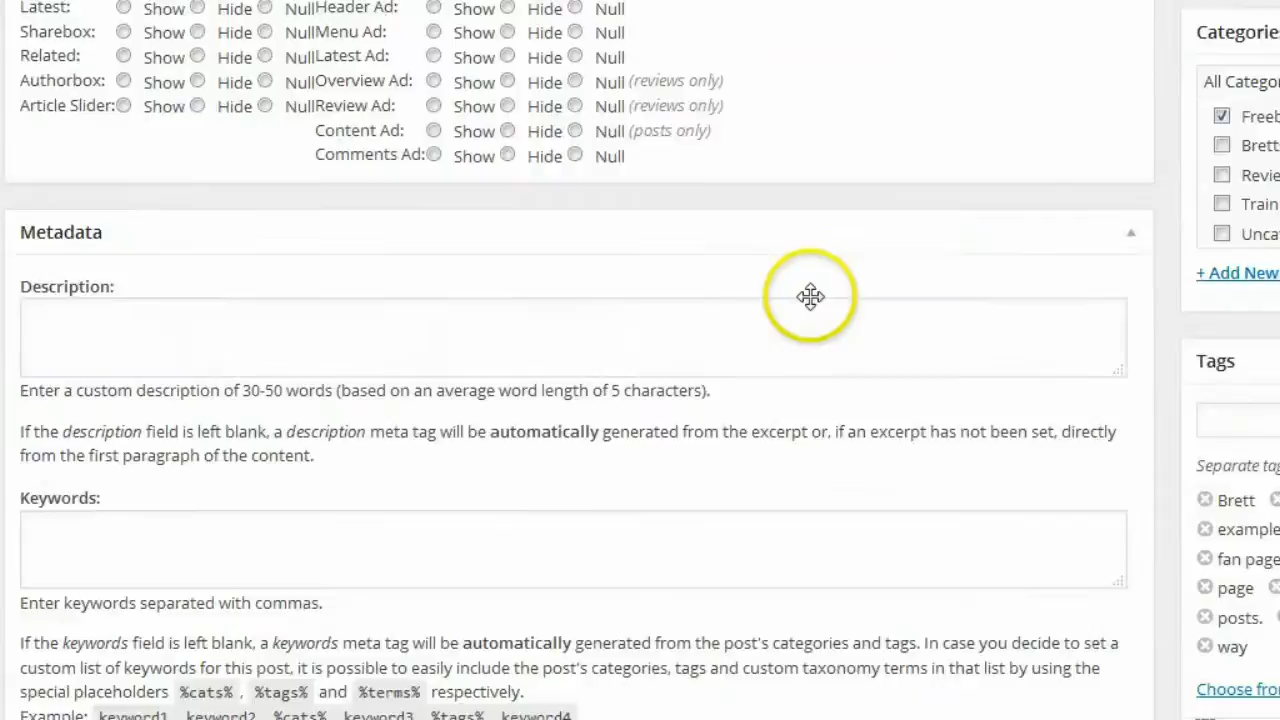 Latest: Show Hide Null Header Ad: Show Hide Null
Sharebox: Show Hide Null Menu Ad: Show Hide Null
Related: Show Hide Null Latest Ad: Show Hide Null
Authorbox: Show Hide Null Overview Ad: Show Hide Null (reviews only)
Article Slider: Show Hide Null Review Ad: Show Hide Null (reviews only)
Content Ad: Show Hide Null (posts only)
Comments Ad: Show Hide Null
Metadata
Description:
Enter a custom description of 30-50 words (based on an average word length of 5 characters).
If the description field is left blank, a description meta tag will be automatically generated from the excerpt or, if an excerpt has not been set, directly
from the first paragraph of the content.
Keywords:
Enter keywords separated with commas.
If the keywords field is left blank, a keywords meta tag will be automatically generated from the post's categories and tags. In case you decide to set a
custom list of keywords for this post, it is possible to easily include the post's categories, tags and custom taxonomy terms in that list by using the
special placeholders %cats%, %tags% and %terms% respectively.
Example: keyword1, keyword2, %cats%, keyword3, %tags%, keyword4
Categories
All Catego
Freeb
Brett
Revie
Train
Unca
+ Add New
Tags
Separate tag
Brett
example
fan page
page
posts.
way
Choose fro